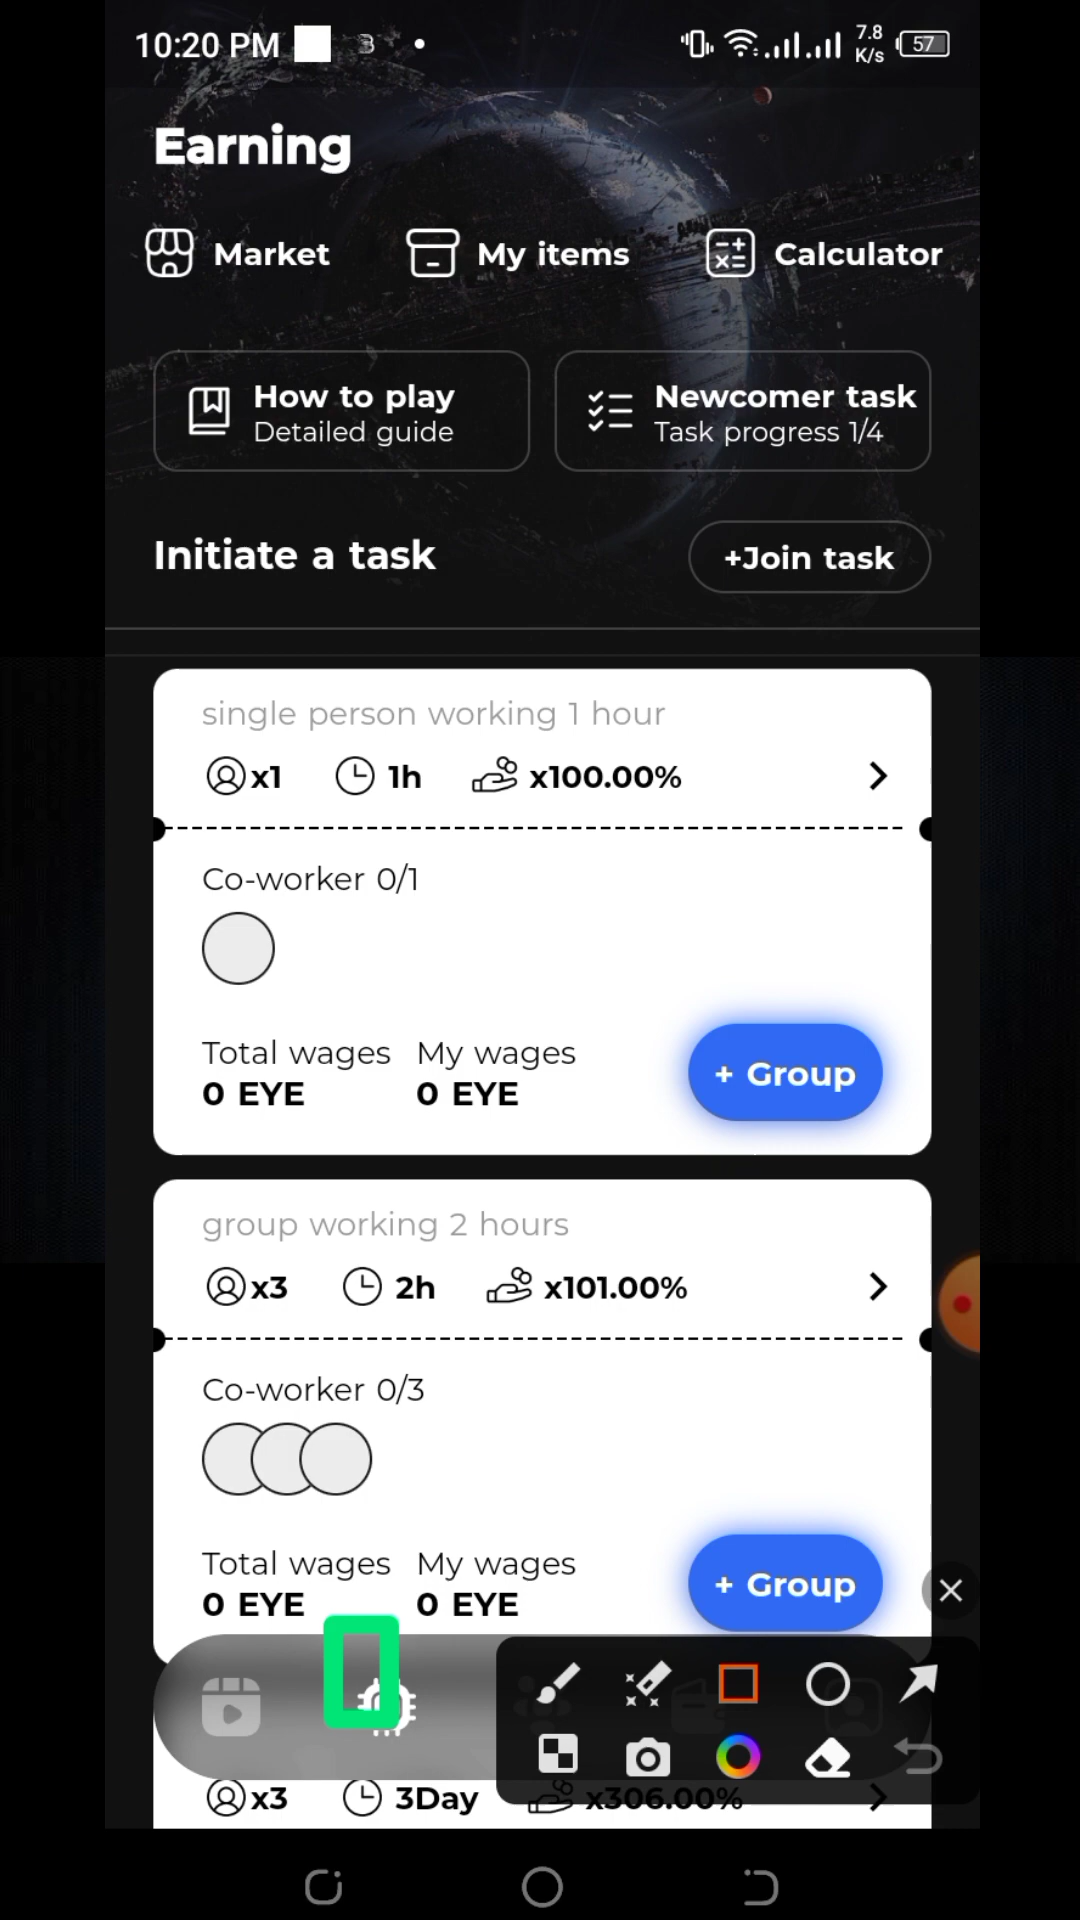 10:20 PM
7.8
K/s
57
Earning
Market My items Calculator
How to play
Detailed guide
Newcomer task
Task progress 1/4
Initiate a task
+Join task
single person working 1 hour
x1 1h x100.00%
Co-worker 0/1
Total wages My wages
0 EYE 0 EYE
+ Group
group working 2 hours
x3 2h x101.00%
Co-worker 0/3
Total wages My wages
0 EYE 0 EYE
+ Group
x3 3Day x306.00%